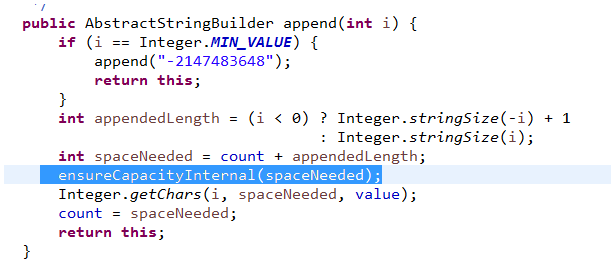 */
public AbstractStringBuilder append(int i) {
if (i == Integer.MIN_VALUE) {
append("-2147483648");
return this;
}
int appendedLength = (i < 0) ? Integer.stringSize(-i) + 1
: Integer.stringSize(i);
int spaceNeeded = count + appendedLength;
ensureCapacityInternal(spaceNeeded);
Integer.getChars(i, spaceNeeded, value);
count = spaceNeeded;
return this;
}